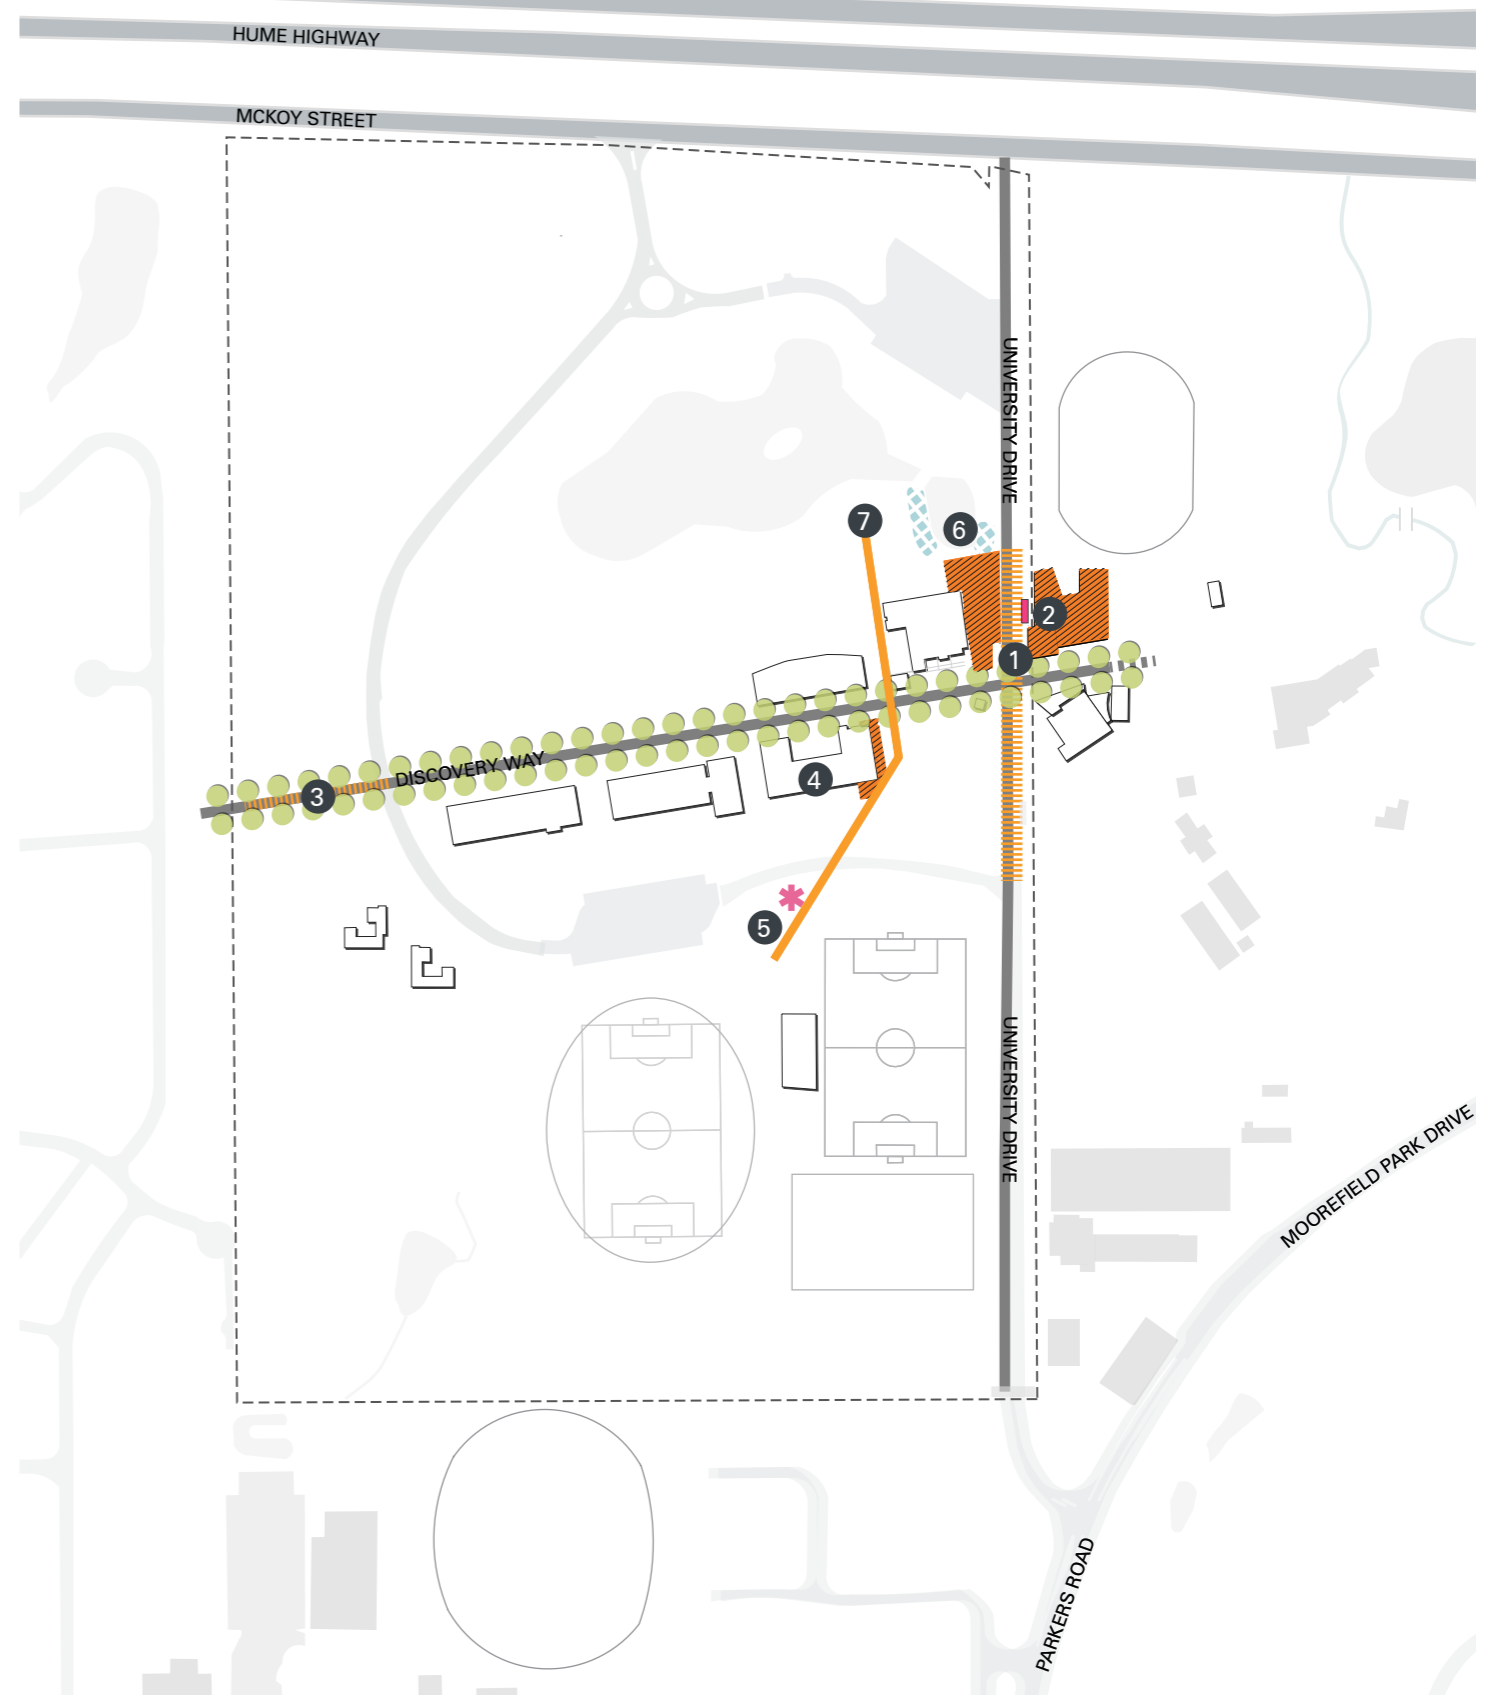 HUME HIGHWAY
MCKOY STREET
UNIVERSITY DRIVE
7
6
2
1
DISCOVERY WAY
3
4
5
UNIVERSITY DRIVE
MOOREFIELD PARK DRIVE
PARKERS ROAD